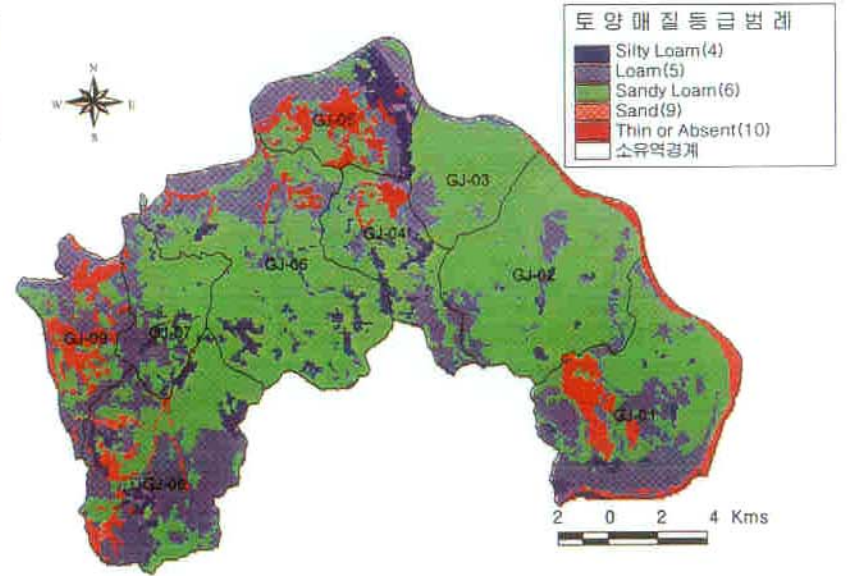 토양매질등급범례
Silty Loam(4)
Loam(5)
Sandy Loam(6)
Sand(9)
Thin or Absent(10)
소유역경계
N
W
E
S
GJ-05
GJ-03
GJ-04
GJ-06
GJ-02
GJ-09
GJ-07
GJ-01
2 0 2 4 Kms